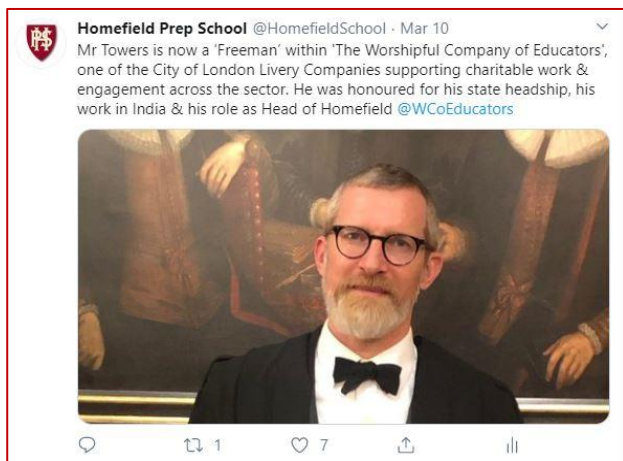 Homefield Prep School @HomefieldSchool · Mar 10
Mr Towers is now a 'Freeman' within 'The Worshipful Company of Educators',
one of the City of London Livery Companies supporting charitable work &
engagement across the sector. He was honoured for his state headship, his
work in India & his role as Head of Homefield @WCoEducators
1
7